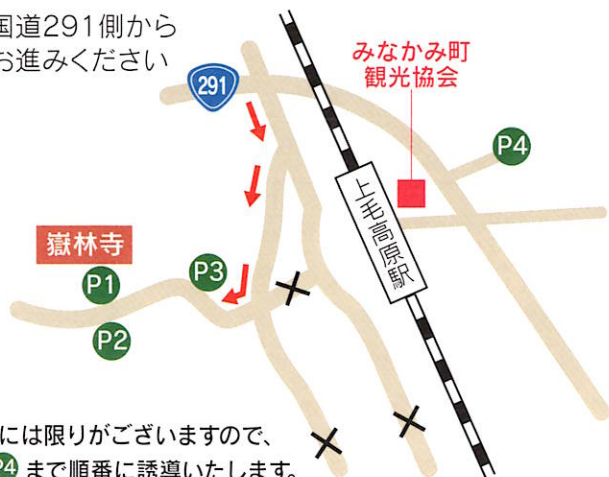 国道291側から
お進みください
291
みなかみ町
観光協会
P4
上毛高原駅
嶽林寺
P1
P3
P2
には限りがございますので、
P4 まで順番に誘導いたします。